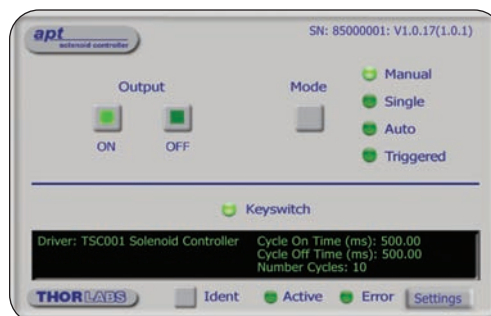 apt
solenoid controller
SN: 85000001: V1.0.17(1.0.1)
Output
ON
OFF
Mode
Manual
Single
Auto
Triggered
Keyswitch
Driver: TSC001 Solenoid Controller
Cycle On Time (ms): 500.00
Cycle Off Time (ms): 500.00
Number Cycles: 10
THORLABS
Ident
Active
Error
Settings